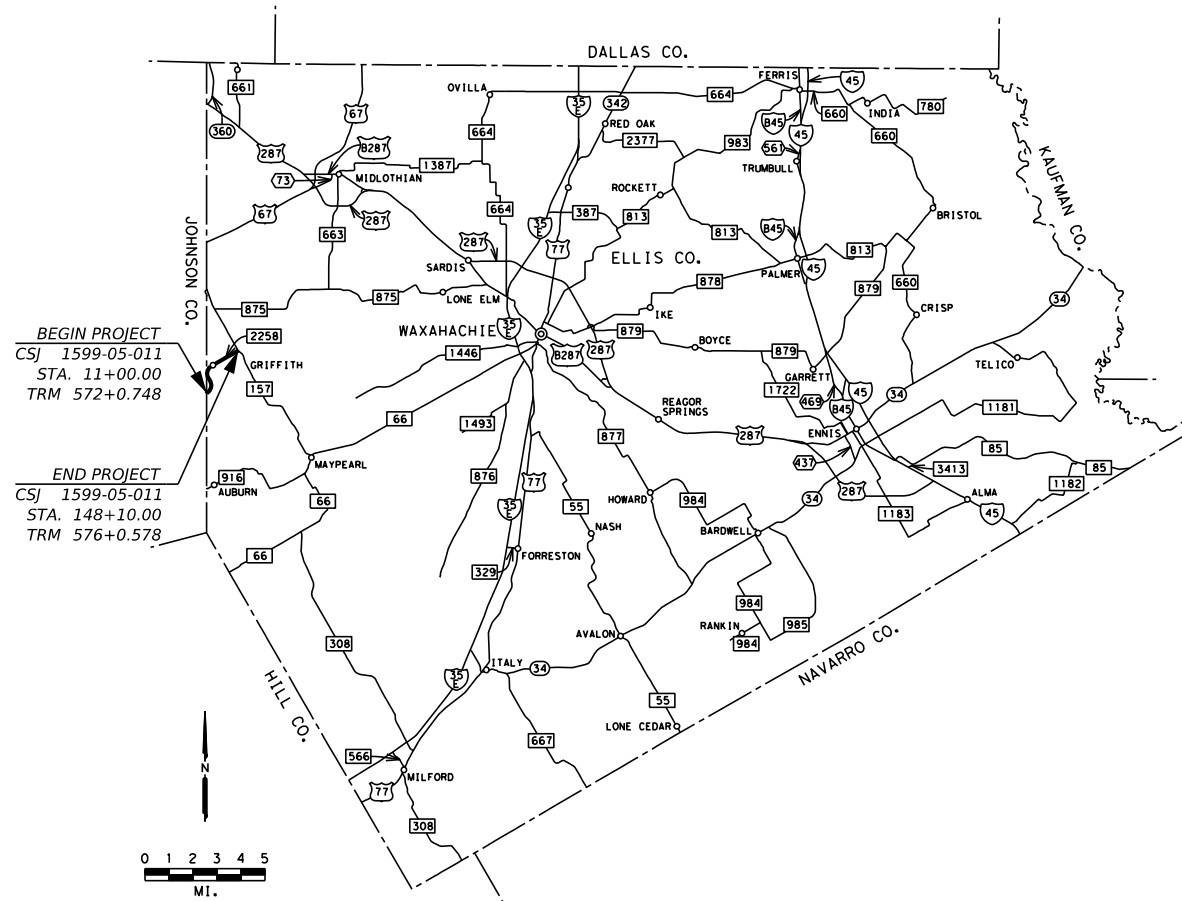 DALLAS CO.
FERRIS
45
661
OVILLA
664
35
E
342
INDIA
780
360
67
RED OAK
B45
660
664
2377
983
45
660
287
B287
561
1387
TRUMBULL
73
MIDLOTHIAN
KAUFMAN CO.
ROCKETT
664
BRISTOL
67
287
387
813
JOHNSON CO.
663
35
E
B45
813
287
77
813
SARDIS
ELLIS CO.
PALMER
45
660
878
879
875
875
LONE ELM
34
IKE
CRISP
BEGIN PROJECT
2258
WAXAHACHIE
35
E
879
CSJ 1599-05-011
GRIFFITH
1446
B287
287
BOYCE
879
TELICO
STA. 11+00.00
GARRETT
TRM 572+0.748
157
1722
45
34
469
B45
REAGOR
SPRINGS
1181
66
1493
877
287
ENNIS
85
437
MAYPEARL
3413
85
END PROJECT
916
876
77
1182
CSJ 1599-05-011
AUBURN
HOWARD
984
34
287
ALMA
STA. 148+10.00
66
35
E
55
1183
45
TRM 576+0.578
NASH
BARDWELL
66
FORRESTON
329
984
985
RANKIN
984
308
AVALON
NAVARRO CO.
ITALY
34
35
E
HILL CO.
55
LONE CEDAR
667
566
N
MILFORD
77
308
0 1 2 3 4 5
MI.